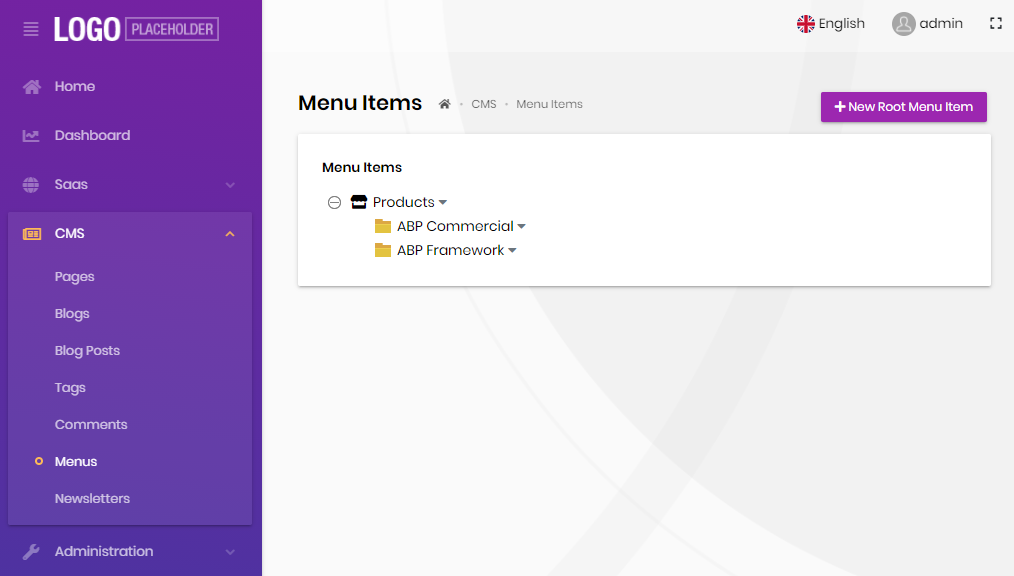 LOGO PLACEHOLDER
Home
Dashboard
Saas
CMS
Pages
Blogs
Blog Posts
Tags
Comments
Menus
Newsletters
Administration
English
admin
Menu Items
CMS
Menu Items
New Root Menu Item
Menu Items
Products
ABP Commercial
ABP Framework